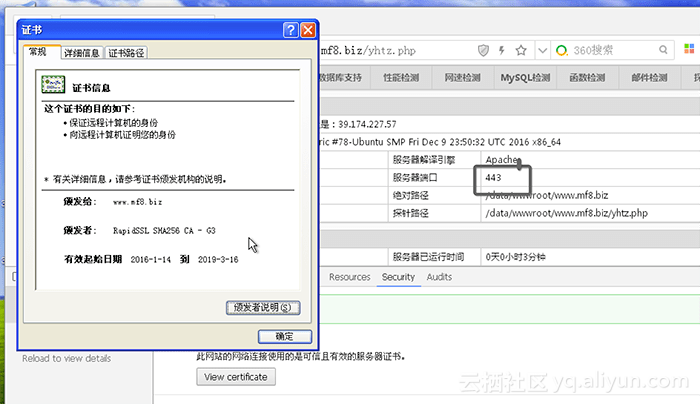 证书
常规 详细信息 证书路径
证书信息
这个证书的目的如下:
•保证远程计算机的身份
•向远程计算机证明您的身份
* 有关详细信息,请参考证书颁发机构的说明。
颁发给: www.mf8.biz
颁发者: RapidSSL SHA256 CA - G3
有效起始日期 2016-1-14 到 2019-3-16
颁发者说明(S)
确定
mf8.biz/yhtz.php
360搜索
数据库支持 性能检测 网速检测 MySQL检测 函数检测 邮件检测
是: 39.174.227.57
ric #78-Ubuntu SMP Fri Dec 9 23:50:32 UTC 2016 x86_64
服务器解译引擎 Apache
服务器端口 443
绝对路径 /data/wwwroot/www.mf8.biz
探针路径 /data/wwwroot/www.mf8.biz/yhtz.php
服务器已运行时间 0天0小时3分钟
Resources Security Audits
Reload to view details
此网站的网络连接使用的是可信且有效的服务器证书。
View certificate
云栖社区 yq.aliyun.com